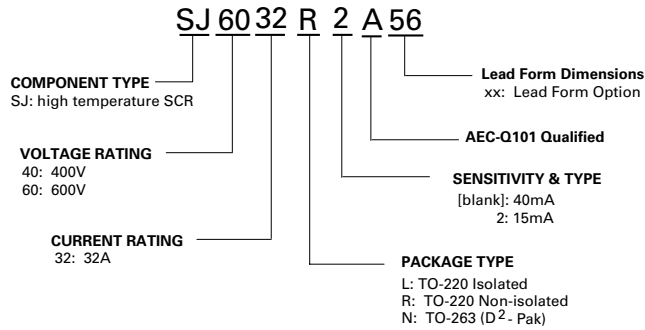 SJ 60 32 R 2 A 56
COMPONENT TYPE
SJ: high temperature SCR
VOLTAGE RATING
40: 400V
60: 600V
CURRENT RATING
32: 32A
Lead Form Dimensions
xx: Lead Form Option
AEC-Q101 Qualified
SENSITIVITY & TYPE
[blank]: 40mA
2: 15mA
PACKAGE TYPE
L: TO-220 Isolated
R: TO-220 Non-isolated
N: TO-263 (D2- Pak)